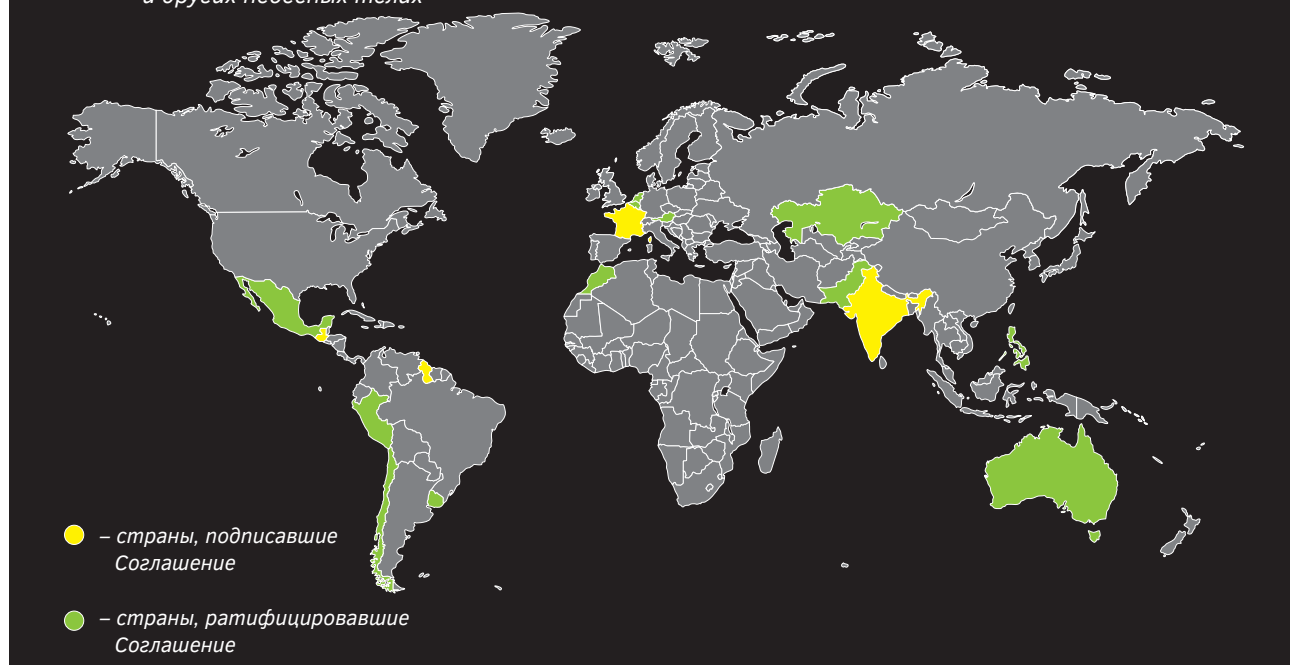 и других небесных телах
– страны, подписавшие
Соглашение
– страны, ратифицировавшие
Соглашение